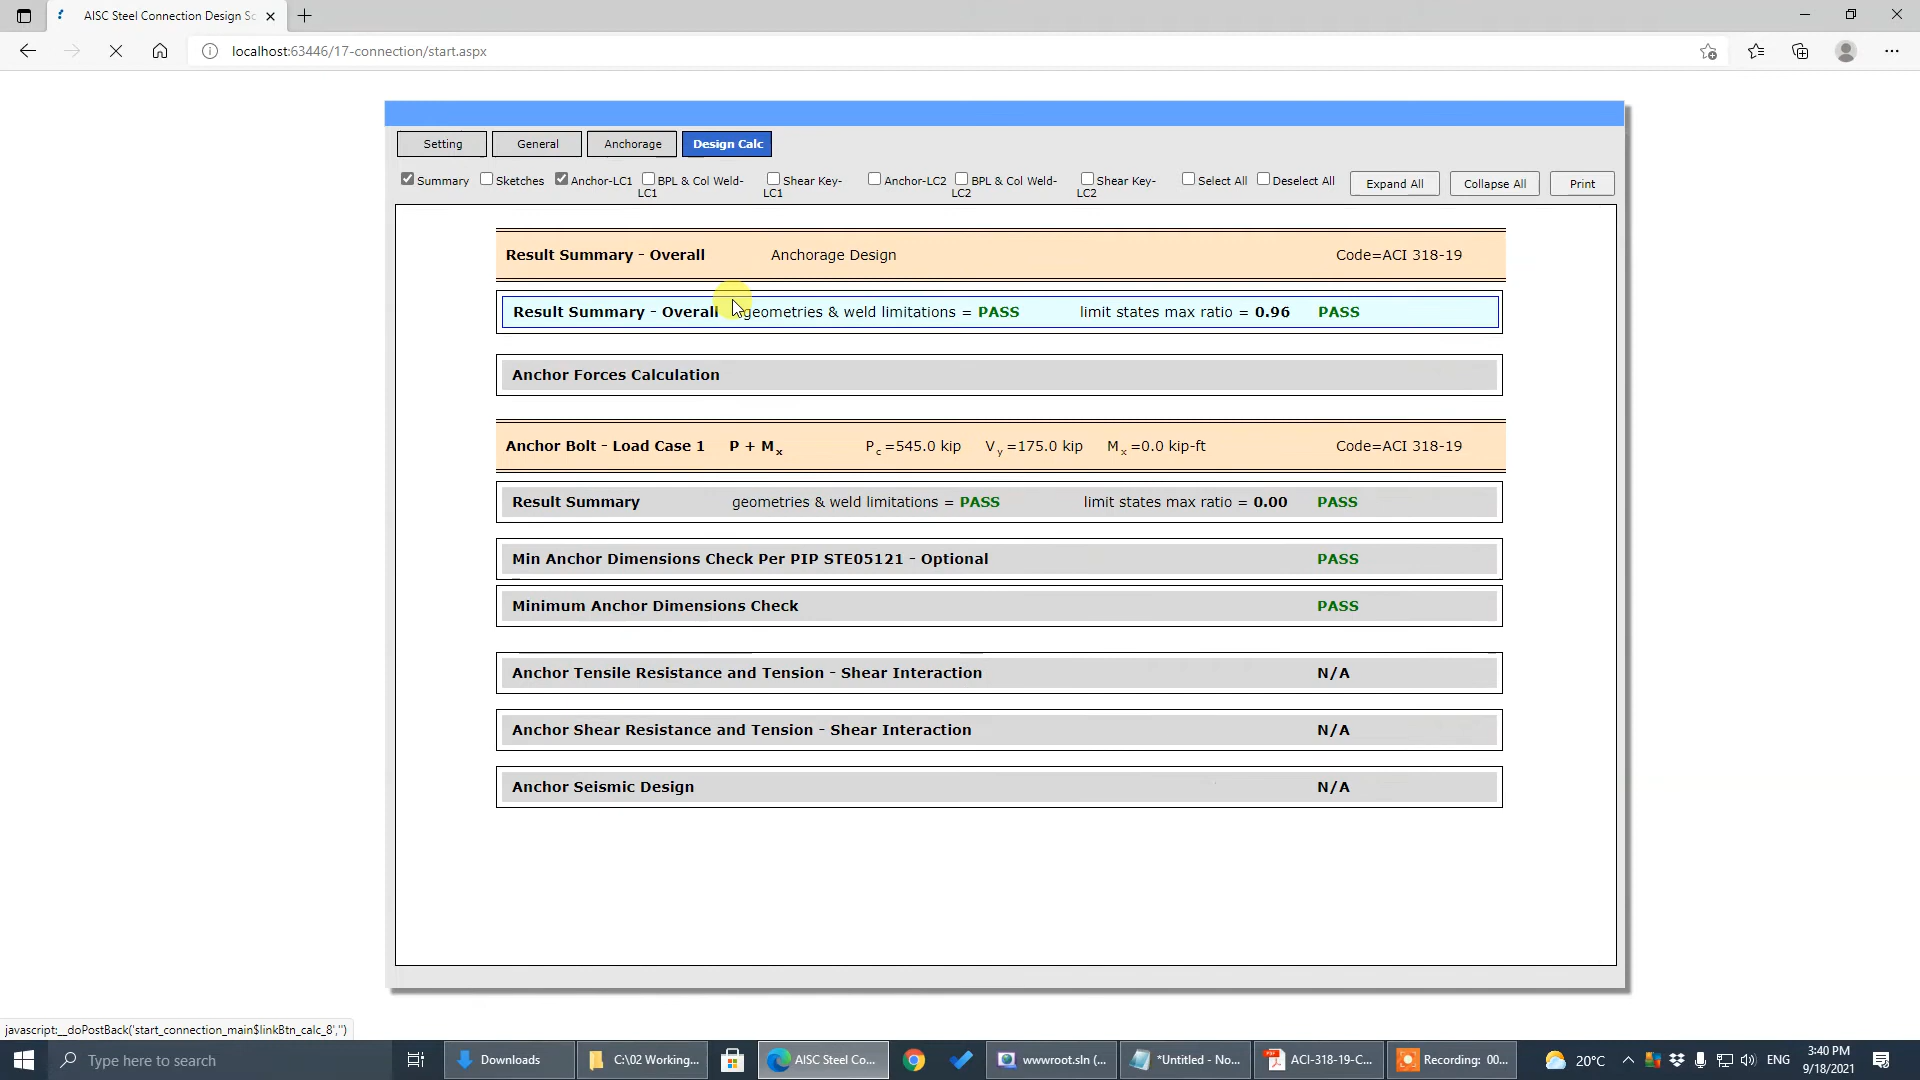 AISC Steel Connection Design Sc
localhost:63446/17-connection/start.aspx
Setting General Anchorage Design Calc
Summary Sketches Anchor-LC1 BPL & Col Weld-LC1 Shear Key-LC1 Anchor-LC2 BPL & Col Weld-LC2 Shear Key-LC2 Select All Deselect All Expand All Collapse All Print
Result Summary - Overall Anchorage Design Code=ACI 318-19
Result Summary - Overall geometries & weld limitations = PASS limit states max ratio = 0.96 PASS
Anchor Forces Calculation
Anchor Bolt - Load Case 1 P + Mx Pc=545.0 kip Vy=175.0 kip Mx=0.0 kip-ft Code=ACI 318-19
Result Summary geometries & weld limitations = PASS limit states max ratio = 0.00 PASS
Min Anchor Dimensions Check Per PIP STE05121 - Optional PASS
Minimum Anchor Dimensions Check PASS
Anchor Tensile Resistance and Tension - Shear Interaction N/A
Anchor Shear Resistance and Tension - Shear Interaction N/A
Anchor Seismic Design N/A
javascript:__doPostBack('start_connection_main$linkBtn_calc_8','')
Type here to search Downloads C:\02 Working... AISC Steel Co... wwwroot.sln (... *Untitled - No... ACI-318-19-C... Recording: 00... 20°C ENG 3:40 PM
9/18/2021